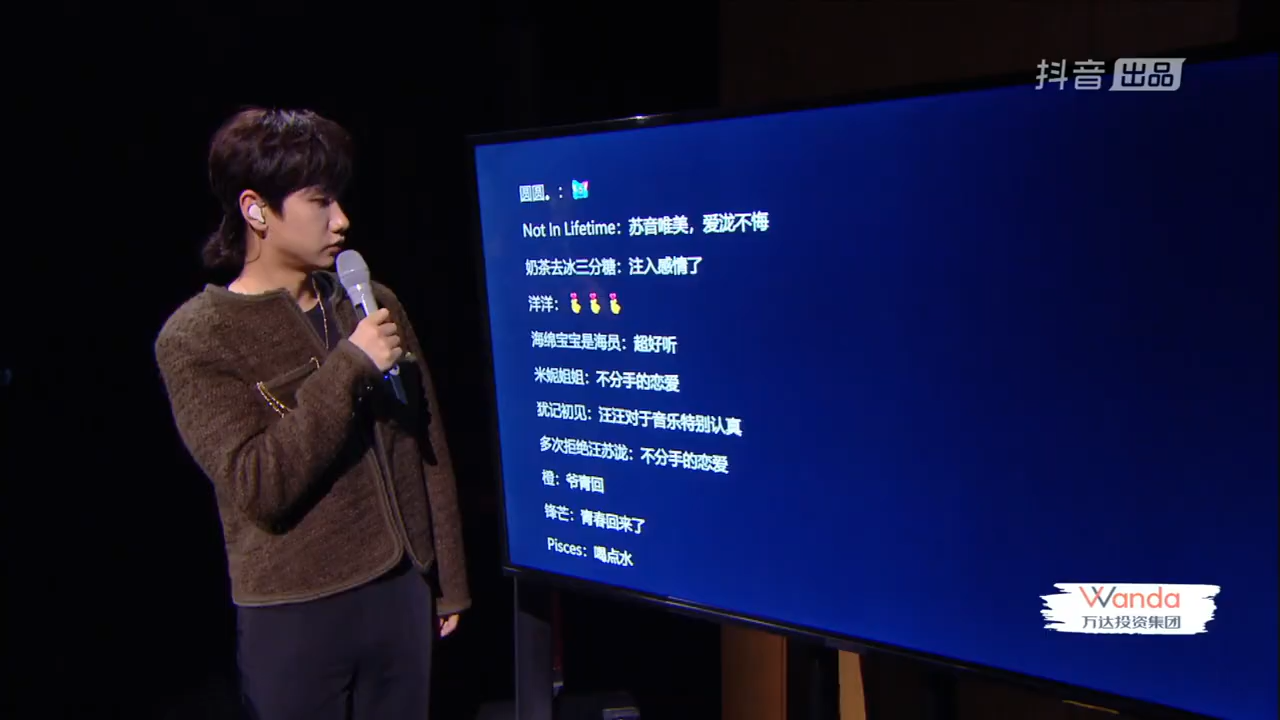 抖音 出品
圆圆。：
Not In Lifetime：苏音唯美，爱泷不悔
奶茶去冰三分糖：注入感情了
洋洋：
海绵宝宝是海员：超好听
米妮姐姐：不分手的恋爱
犹记初见：汪汪对于音乐特别认真
多次拒绝汪苏泷：不分手的恋爱
橙：爷青回
锋芒：青春回来了
Pisces：喝点水
Wanda
万达投资集团